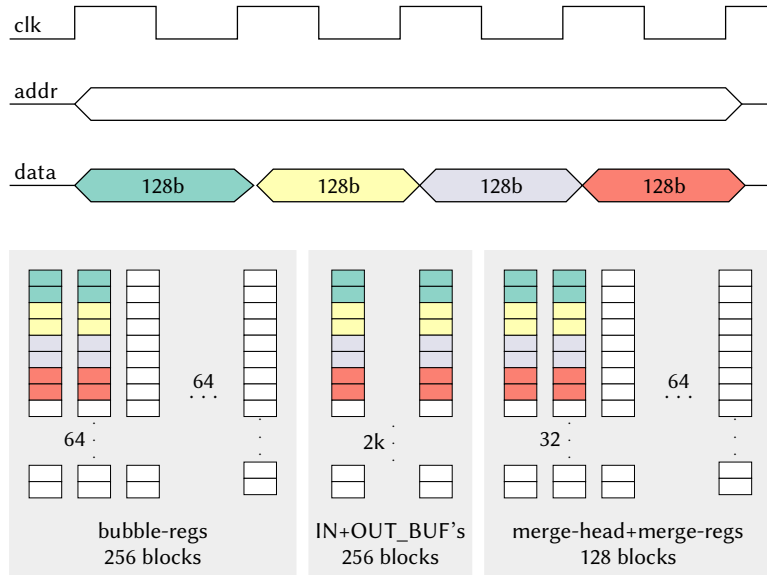 clk
addr
data
128b 128b 128b 128b
64 64
. . . . . .
64 2k 32
bubble-regs IN+OUT_BUF's merge-head+merge-regs
256 blocks 256 blocks 128 blocks